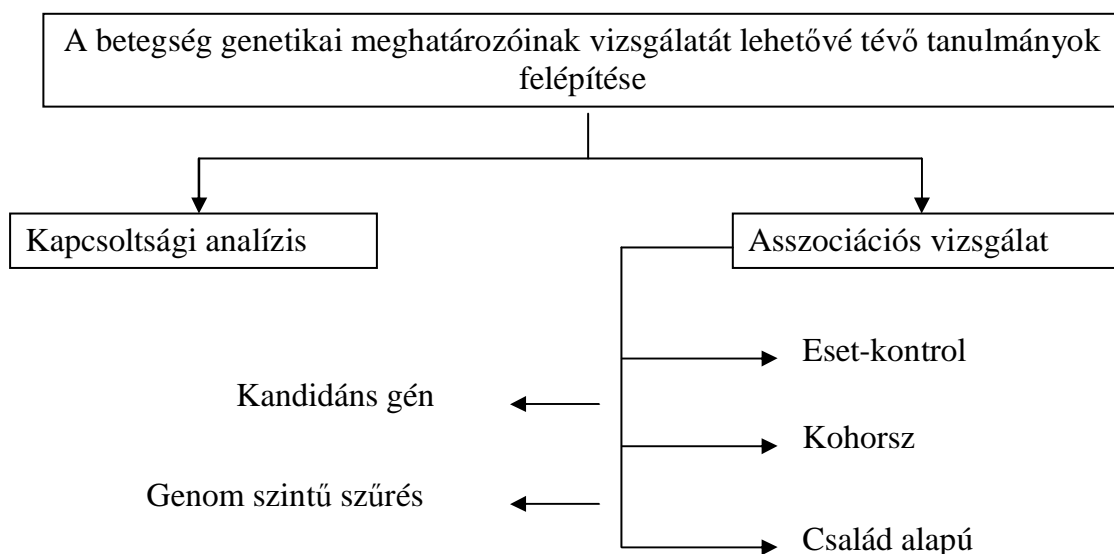 A betegség genetikai meghatározóinak vizsgálatát lehetővé tévő tanulmányok
felépítése
Kapcsoltsági analízis
Asszociációs vizsgálat
Eset-kontrol
Kandidáns gén
Kohorsz
Genom szintű szűrés
Család alapú